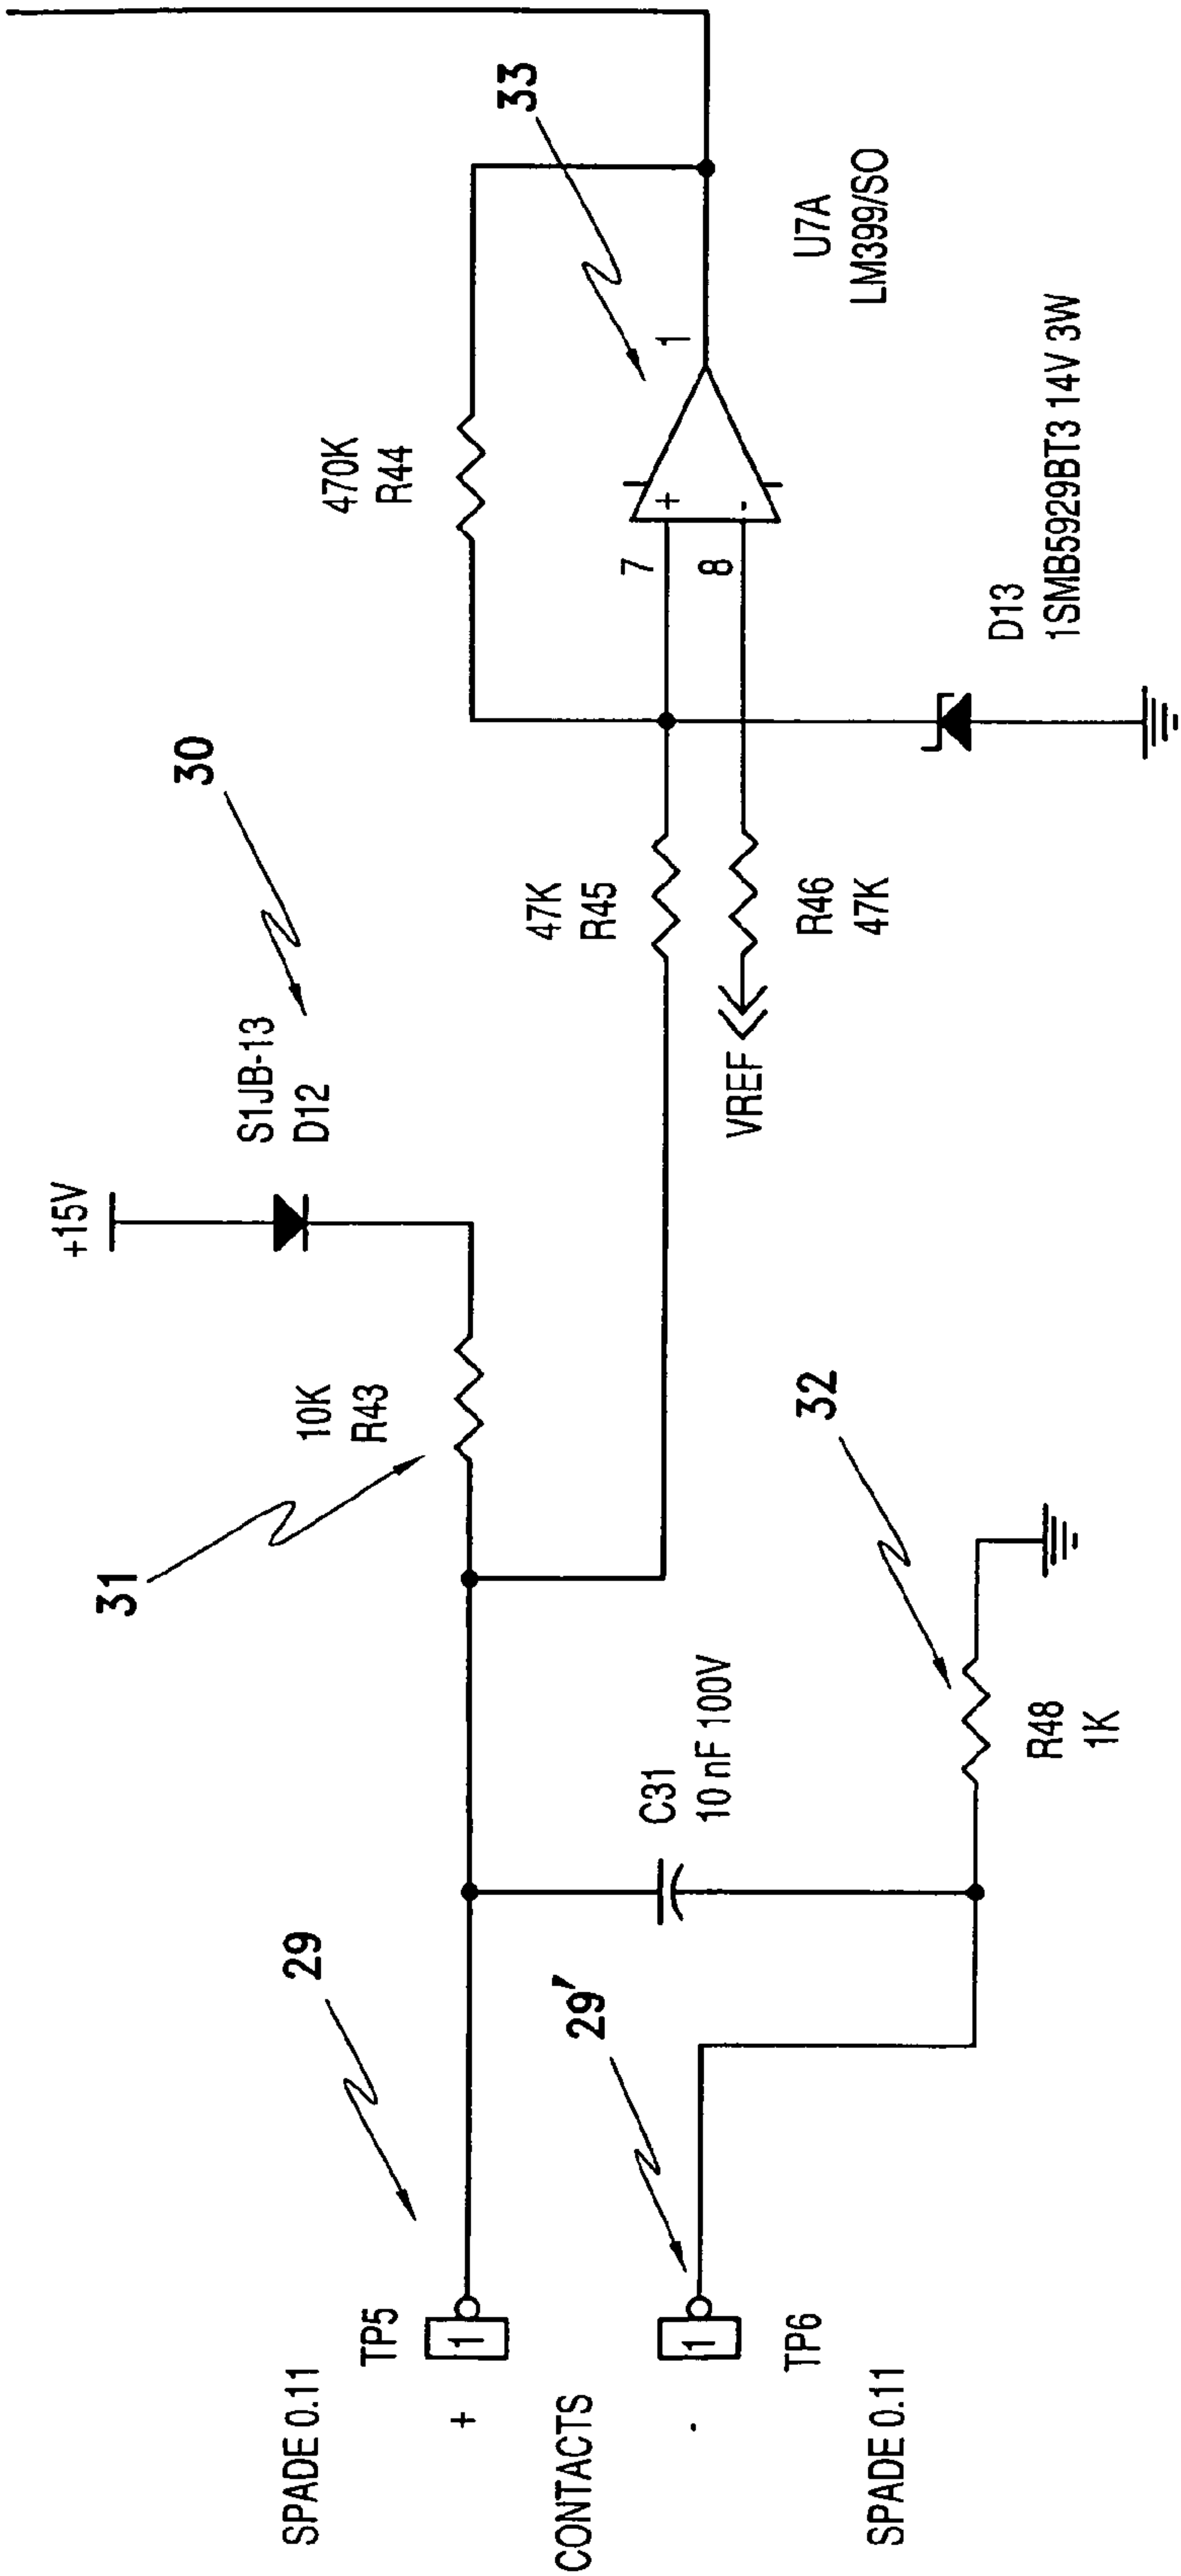 SPADE 0.11
TP5
1
+
CONTACTS
-
1
TP6
SPADE 0.11
29
29'
C31
10 nF 100V
R48
1K
32
31
10K
R43
+15V
S1JB-13
D12
30
47K
R45
VREF
R46
47K
470K
R44
7
8
+
-
1
33
U7A
LM399/SO
D13
1SMB5929BT3 14V 3W